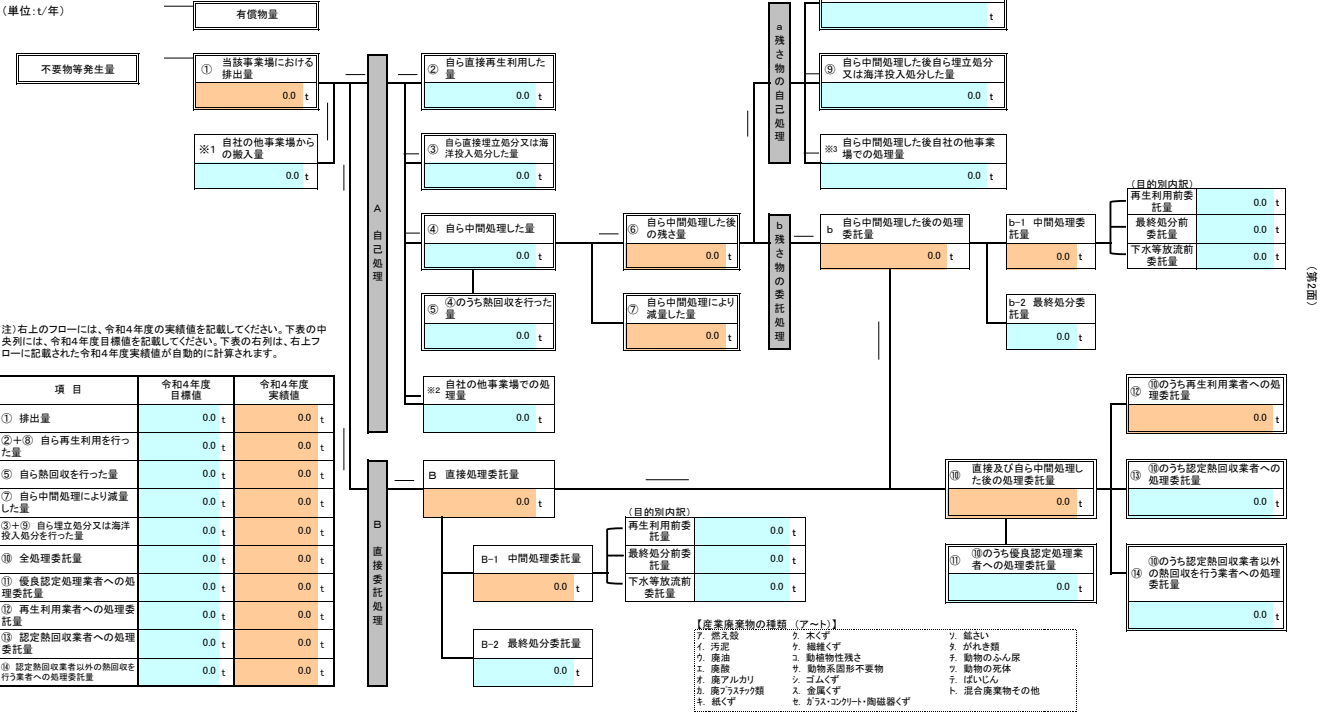 (単位:t/年)
有償物量
不要物等発生量
① 当該事業場における
排出量
0.0 t
※1 自社の他事業場から
の搬入量
0.0 t
A
自己処理
② 自ら直接再生利用した
量
0.0 t
③ 自ら直接埋立処分又は海
洋投入処分した量
0.0 t
④ 自ら中間処理した量
0.0 t
⑤ ④のうち熱回収を行った
量
0.0 t
※2 自社の他事業場での処
理量
0.0 t
⑥ 自ら中間処理した後
の残さ量
0.0 t
⑦ 自ら中間処理により
減量した量
0.0 t
a
残さ物の自己処理
t
⑨ 自ら中間処理した後自ら埋立処分
又は海洋投入処分した量
0.0 t
※3 自ら中間処理した後自社の他事業
場での処理量
0.0 t
b
残さ物の委託処理
b 自ら中間処理した後の処理
委託量
0.0 t
b-1 中間処理委
託量
0.0 t
(目的別内訳)
再生利用前委
託量 0.0 t
最終処分前
委託量 0.0 t
下水等放流前
委託量 0.0 t
b-2 最終処分委
託量
0.0 t
(第2面)
注)右上のフローには、令和4年度の実績値を記載してください。下表の中
央列には、令和4年度目標値を記載してください。下表の右列は、右上フ
ローに記載された令和4年度実績値が自動的に計算されます。
項 目 令和4年度
目標値 令和4年度
実績値
① 排出量 0.0 t 0.0 t
②+⑧ 自ら再生利用を行っ
た量 0.0 t 0.0 t
⑤ 自ら熱回収を行った量 0.0 t 0.0 t
⑦ 自ら中間処理により減量
した量 0.0 t 0.0 t
③+⑨ 自ら埋立処分又は海洋
投入処分を行った量 0.0 t 0.0 t
⑩ 全処理委託量 0.0 t 0.0 t
⑪ 優良認定処理業者への処
理委託量 0.0 t 0.0 t
⑫ 再生利用業者への処理委
託量 0.0 t 0.0 t
⑬ 認定熱回収業者への処理
委託量 0.0 t 0.0 t
⑭ 認定熱回収業者以外の熱回収を
行う業者への処理委託量 0.0 t 0.0 t
B
直接委託処理
B 直接処理委託量
0.0 t
B-1 中間処理委託量
0.0 t
(目的別内訳)
再生利用前委
託量 0.0 t
最終処分前委
託量 0.0 t
下水等放流前
委託量 0.0 t
B-2 最終処分委託量
0.0 t
⑩ 直接及び自ら中間処理し
た後の処理委託量
0.0 t
⑪ ⑩のうち優良認定処理業
者への処理委託量
0.0 t
⑫ ⑩のうち再生利用業者への処
理委託量
0.0 t
⑬ ⑩のうち認定熱回収業者への
処理委託量
0.0 t
⑭ ⑩のうち認定熱回収業者以外
の熱回収を行う業者への処理
委託量
0.0 t
【産業廃棄物の種類 (ア~ト)】
ア. 燃え殻 ク. 木くず ソ. 鉱さい
イ. 汚泥 ケ. 繊維くず タ. がれき類
ウ. 廃油 コ. 動植物性残さ チ. 動物のふん尿
エ. 廃酸 サ. 動物系固形不要物 ツ. 動物の死体
オ. 廃アルカリ シ. ゴムくず テ. ばいじん
カ. 廃プラスチック類 ス. 金属くず ト. 混合廃棄物その他
キ. 紙くず セ. ガラス・コンクリート・陶磁器くず